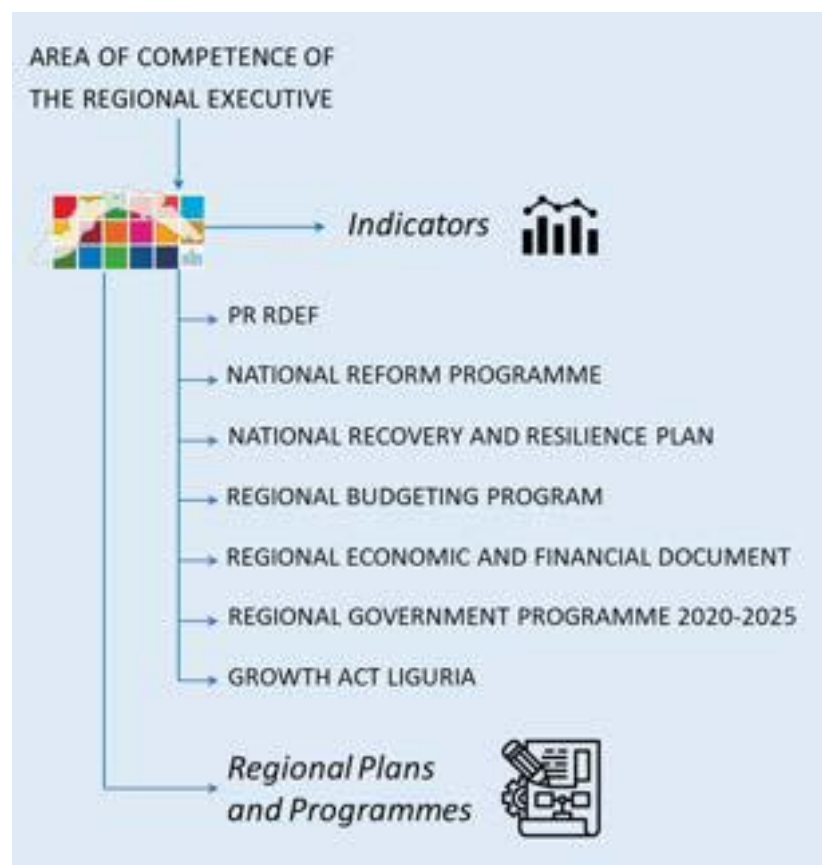 AREA OF COMPETENCE OF
THE REGIONAL EXECUTIVE
Indicators
PR RDEF
NATIONAL REFORM PROGRAMME
NATIONAL RECOVERY AND RESILIENCE PLAN
REGIONAL BUDGETING PROGRAM
REGIONAL ECONOMIC AND FINANCIAL DOCUMENT
REGIONAL GOVERNMENT PROGRAMME 2020-2025
GROWTH ACT LIGURIA
Regional Plans
and Programmes